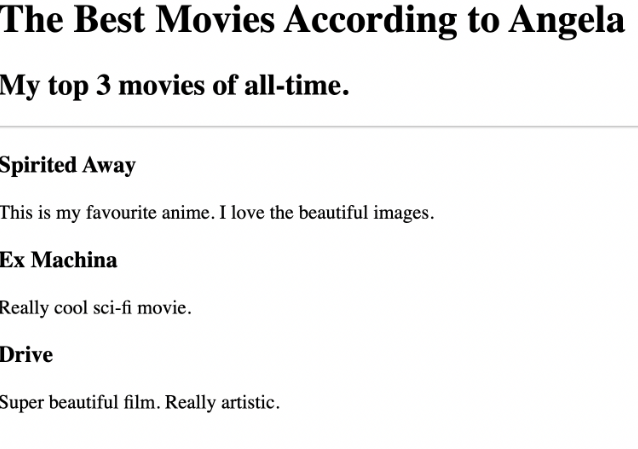 The Best Movies According to Angela
My top 3 movies of all-time.
Spirited Away
This is my favourite anime. I love the beautiful images.
Ex Machina
Really cool sci-fi movie.
Drive
Super beautiful film. Really artistic.